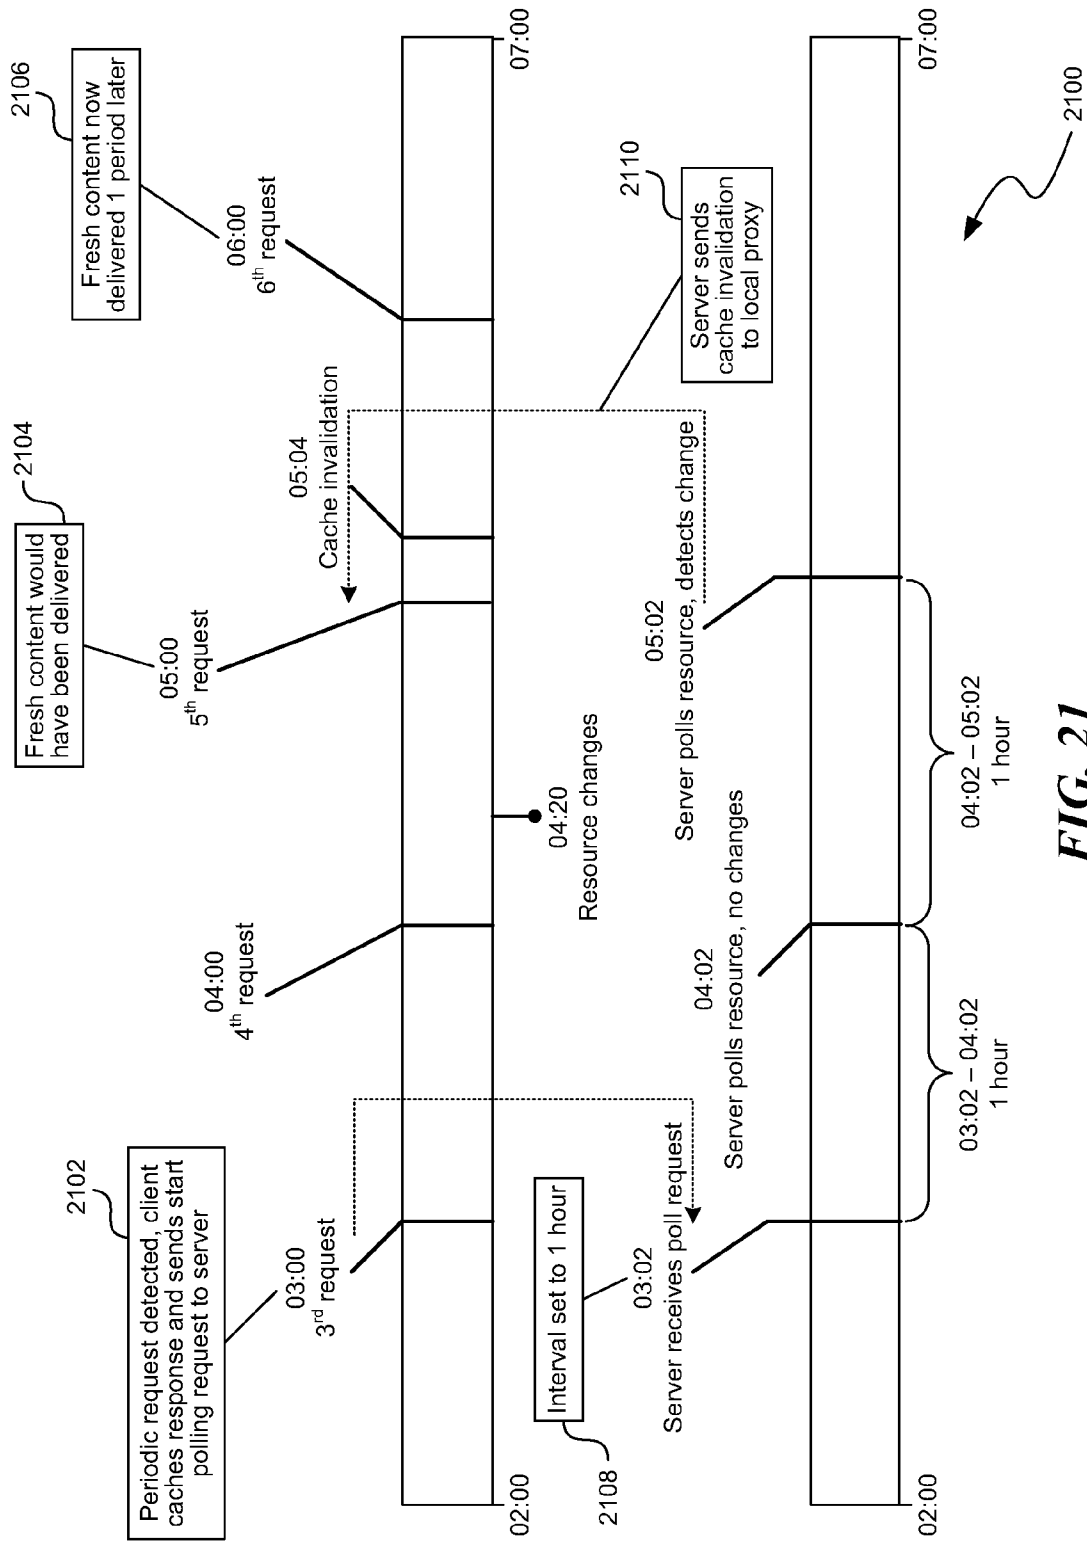 2102
Periodic request detected, client
caches response and sends start
polling request to server
03:00
3rd request
04:00
4th request
2104
Fresh content would
have been delivered
05:00
5th request
05:04
Cache invalidation
2106
Fresh content now
delivered 1 period later
06:00
6th request
02:00
04:20
Resource changes
07:00
2108
Interval set to 1 hour
03:02
Server receives poll request
04:02
Server polls resource, no changes
05:02
Server polls resource, detects change
2110
Server sends
cache invalidation
to local proxy
02:00
03:02 – 04:02
1 hour
04:02 – 05:02
1 hour
07:00
2100
FIG. 21